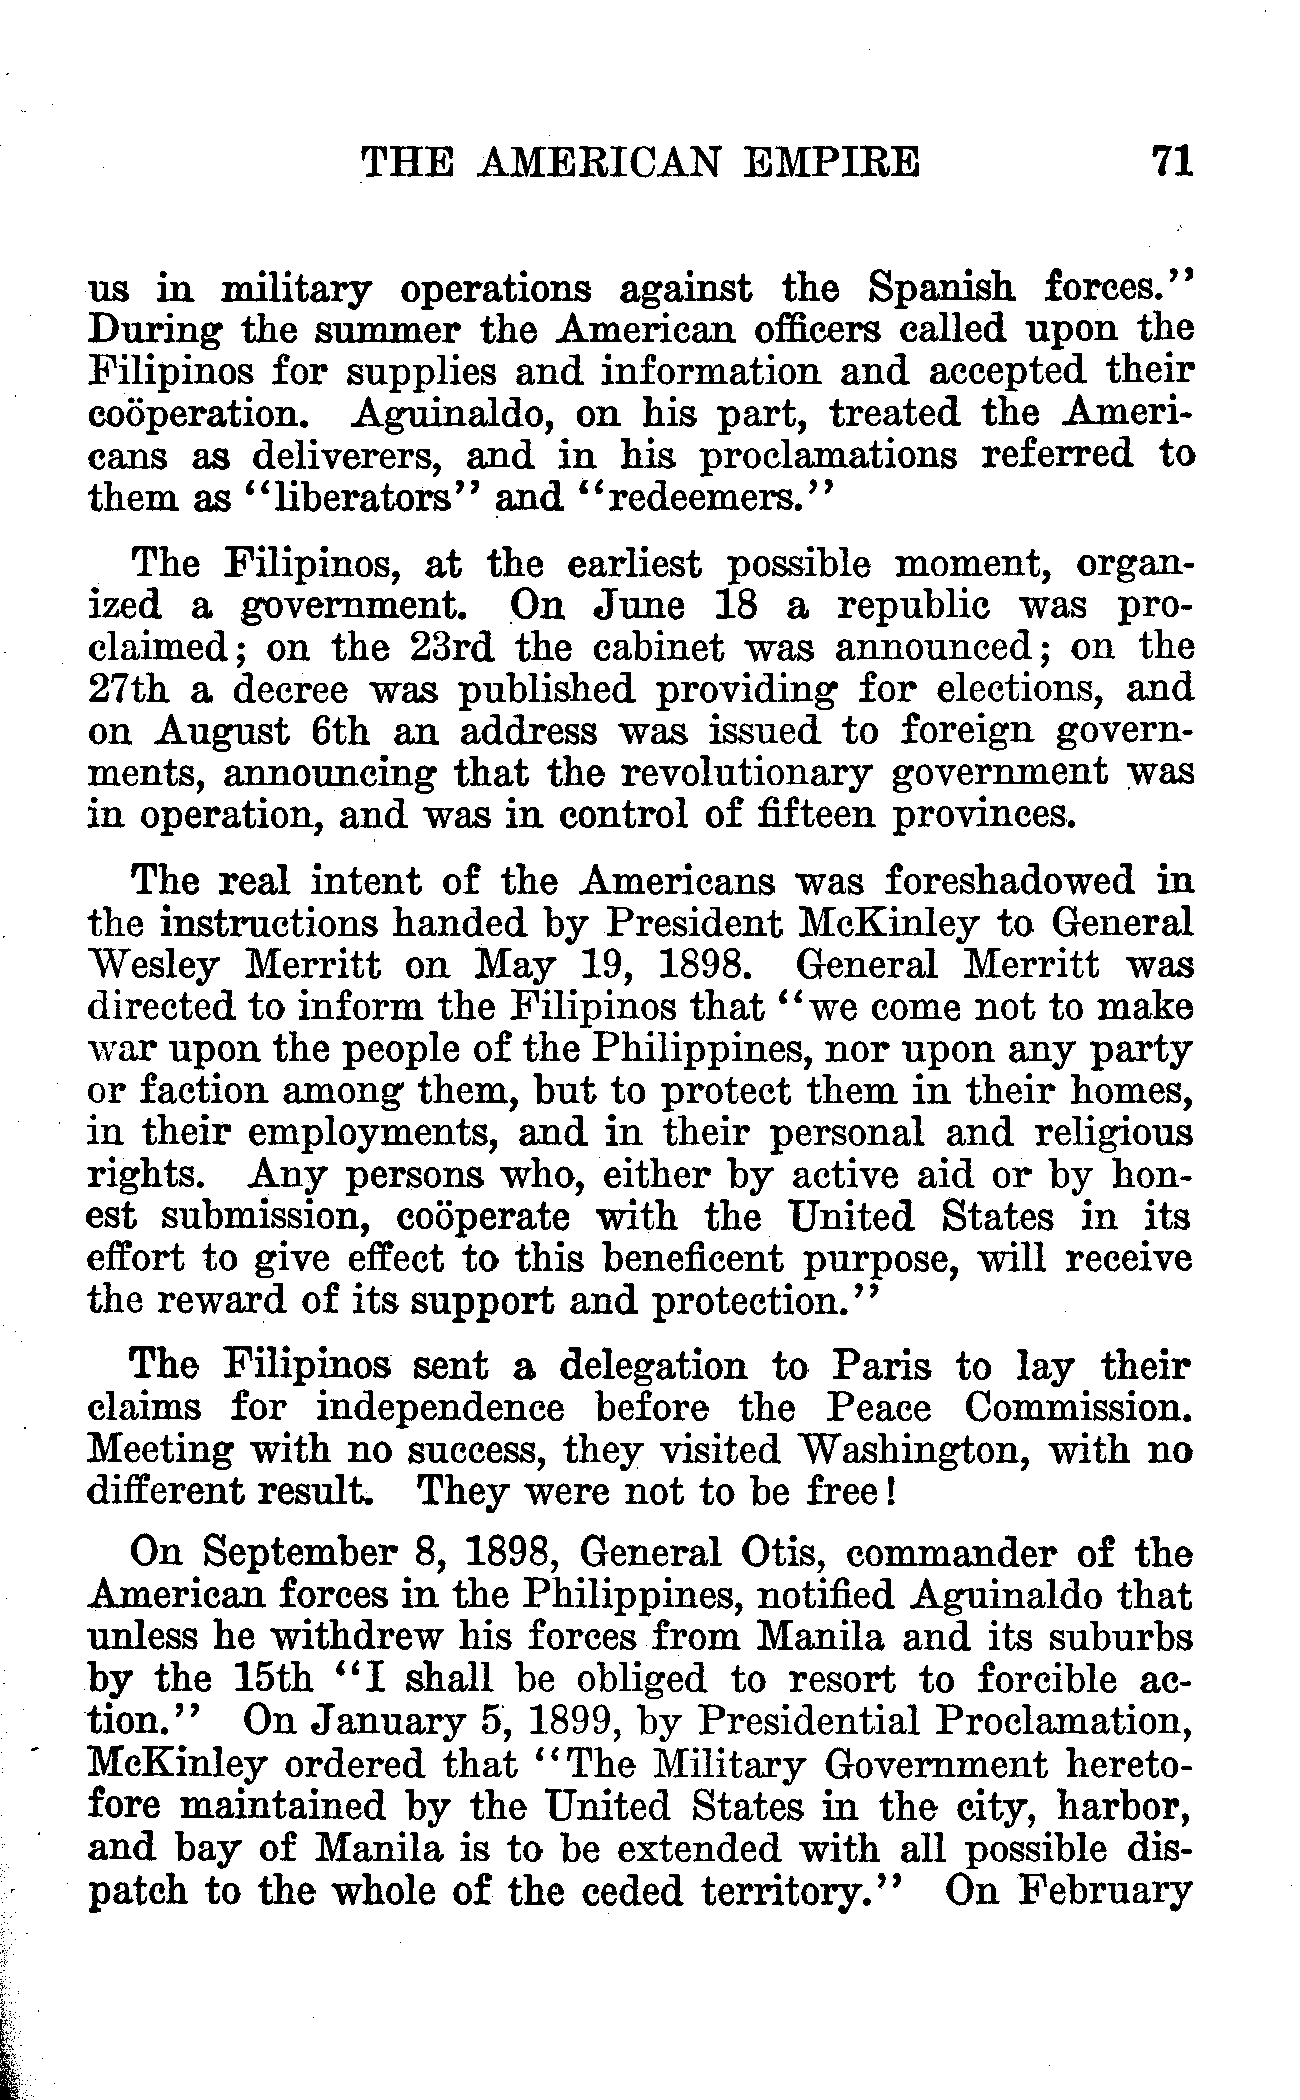 THE AMERICAN EMPIRE 71
us in military operations against the Spanish forces."
During the summer the American officers called upon the
Filipinos for supplies and information and accepted their
coöperation. Aguinaldo, on his part, treated the Ameri-
cans as deliverers, and in his proclamations referred to
them as "liberators" and "redeemers."
The Filipinos, at the earliest possible moment, organ-
ized a government. On June 18 a republic was pro-
claimed; on the 23rd the cabinet was announced; on the
27th a decree was published providing for elections, and
on August 6th an address was issued to foreign govern-
ments, announcing that the revolutionary government was
in operation, and was in control of fifteen provinces.
The real intent of the Americans was foreshadowed in
the instructions handed by President McKinley to General
Wesley Merritt on May 19, 1898. General Merritt was
directed to inform the Filipinos that "we come not to make
war upon the people of the Philippines, nor upon any party
or faction among them, but to protect them in their homes,
in their employments, and in their personal and religious
rights. Any persons who, either by active aid or by hon-
est submission, coöperate with the United States in its
effort to give effect to this beneficent purpose, will receive
the reward of its support and protection."
The Filipinos sent a delegation to Paris to lay their
claims for independence before the Peace Commission.
Meeting with no success, they visited Washington, with no
different result. They were not to be free!
On September 8, 1898, General Otis, commander of the
American forces in the Philippines, notified Aguinaldo that
unless he withdrew his forces from Manila and its suburbs
by the 15th "I shall be obliged to resort to forcible ac-
tion." On January 5, 1899, by Presidential Proclamation,
McKinley ordered that "The Military Government hereto-
fore maintained by the United States in the city, harbor,
and bay of Manila is to be extended with all possible dis-
patch to the whole of the ceded territory." On February